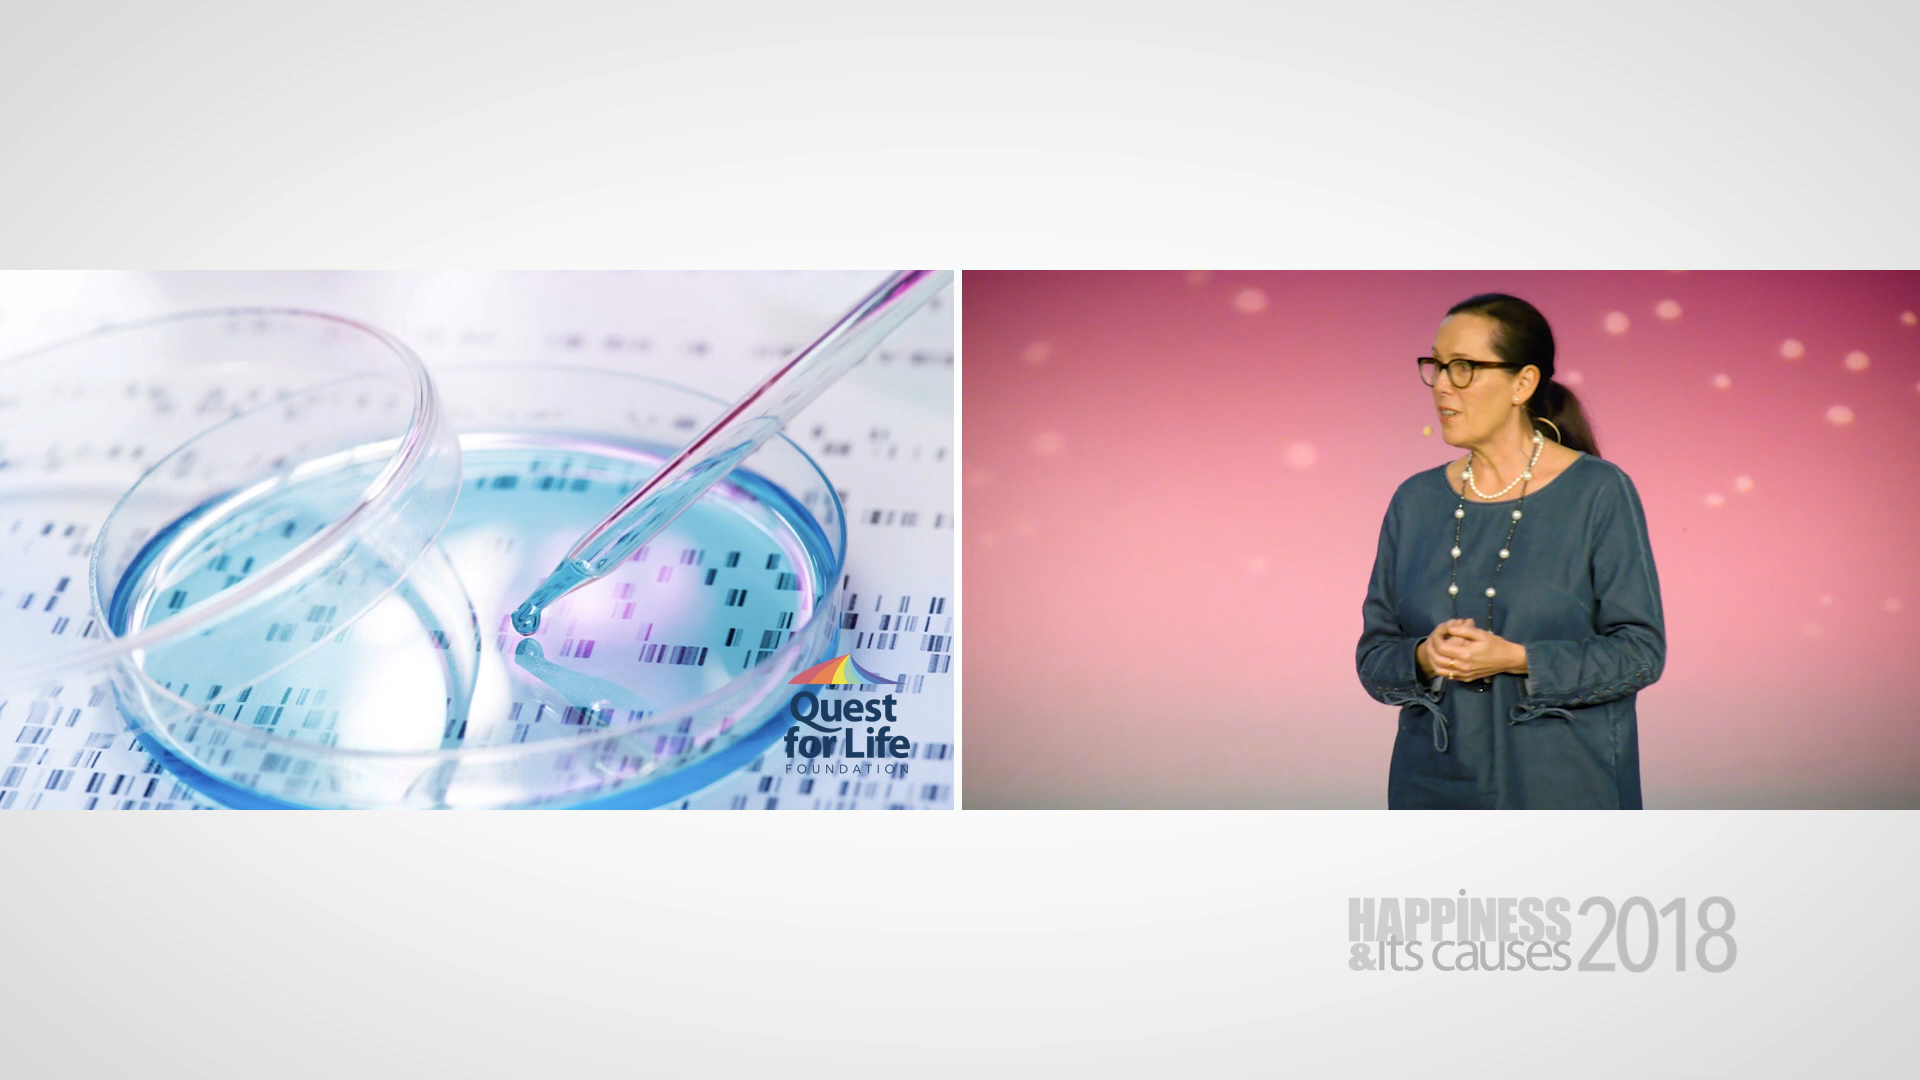 Quest
for Life
FOUNDATION
HAPPINESS
&its causes 2018